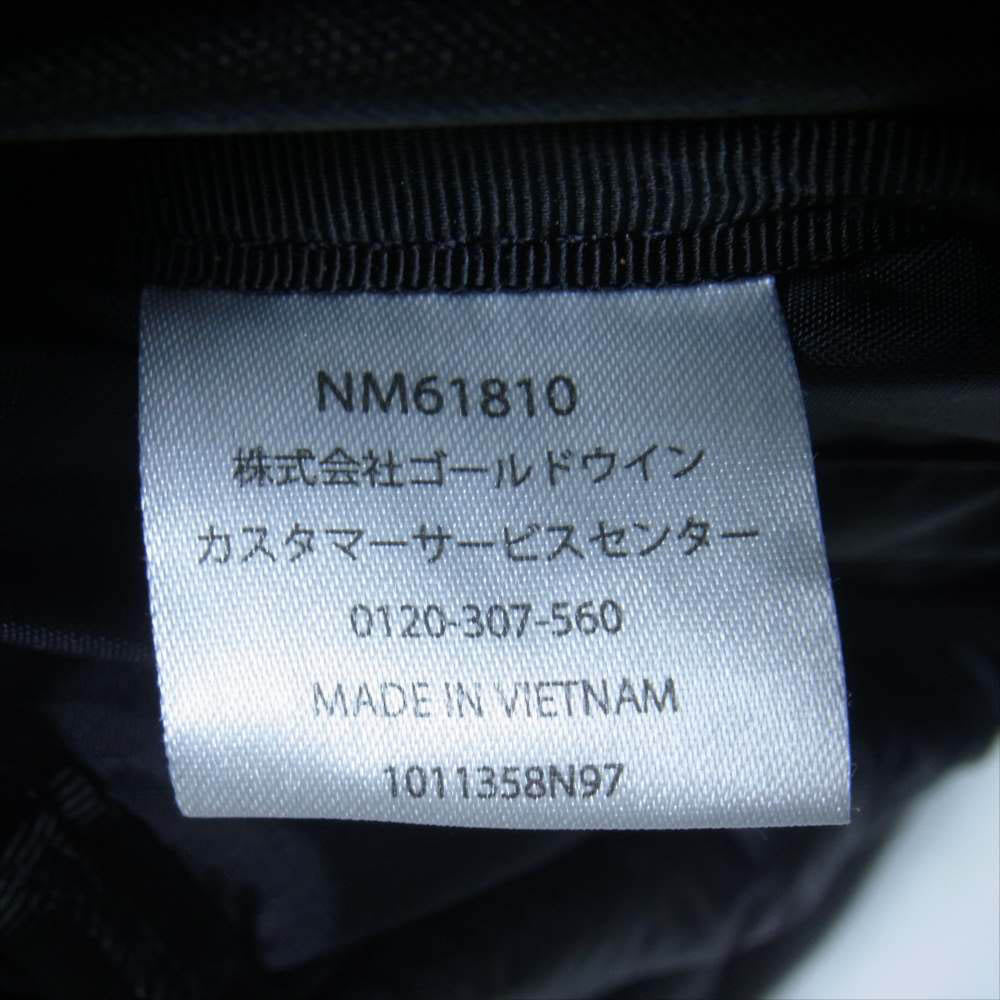 NM61810
株式会社ゴールドウイン
カスタマーサービスセンター
0120-307-560
MADE IN VIETNAM
1011358N97